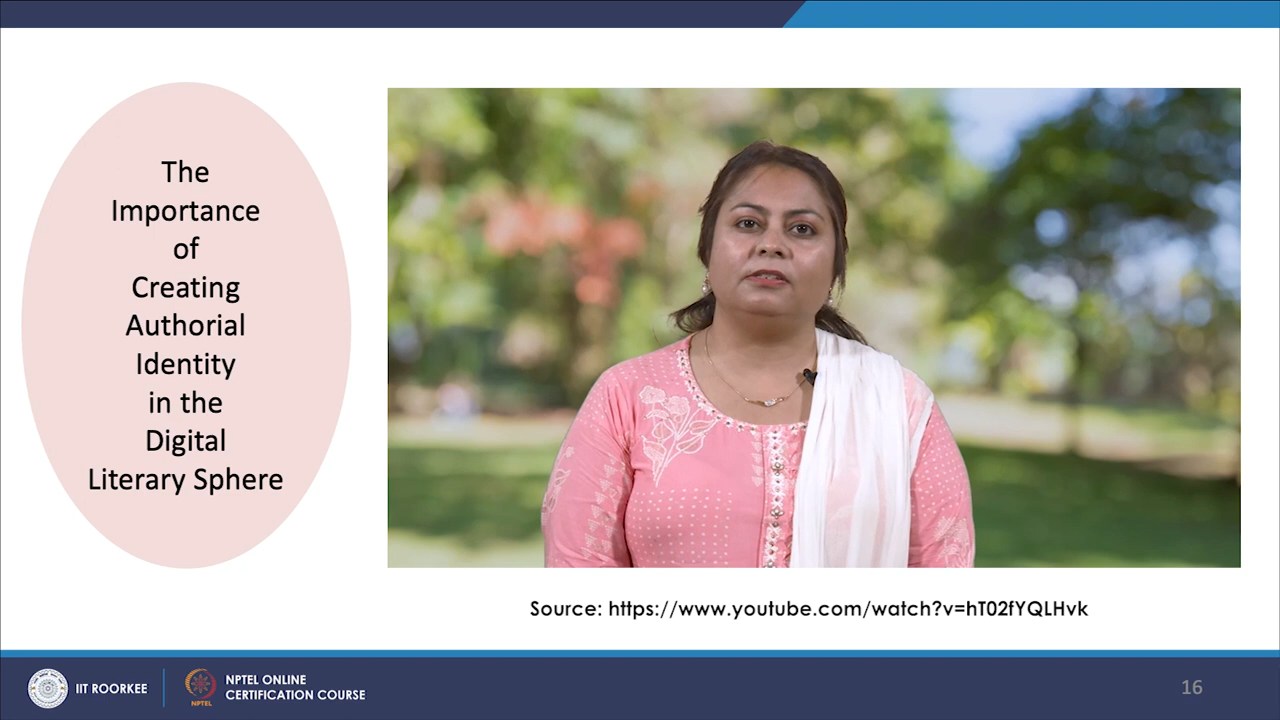 The
Importance
of
Creating
Authorial
Identity
in the
Digital
Literary Sphere
Source: https://www.youtube.com/watch?v=hT02fYQLHvk
IIT ROORKEE
NPTEL
NPTEL ONLINE
CERTIFICATION COURSE
16